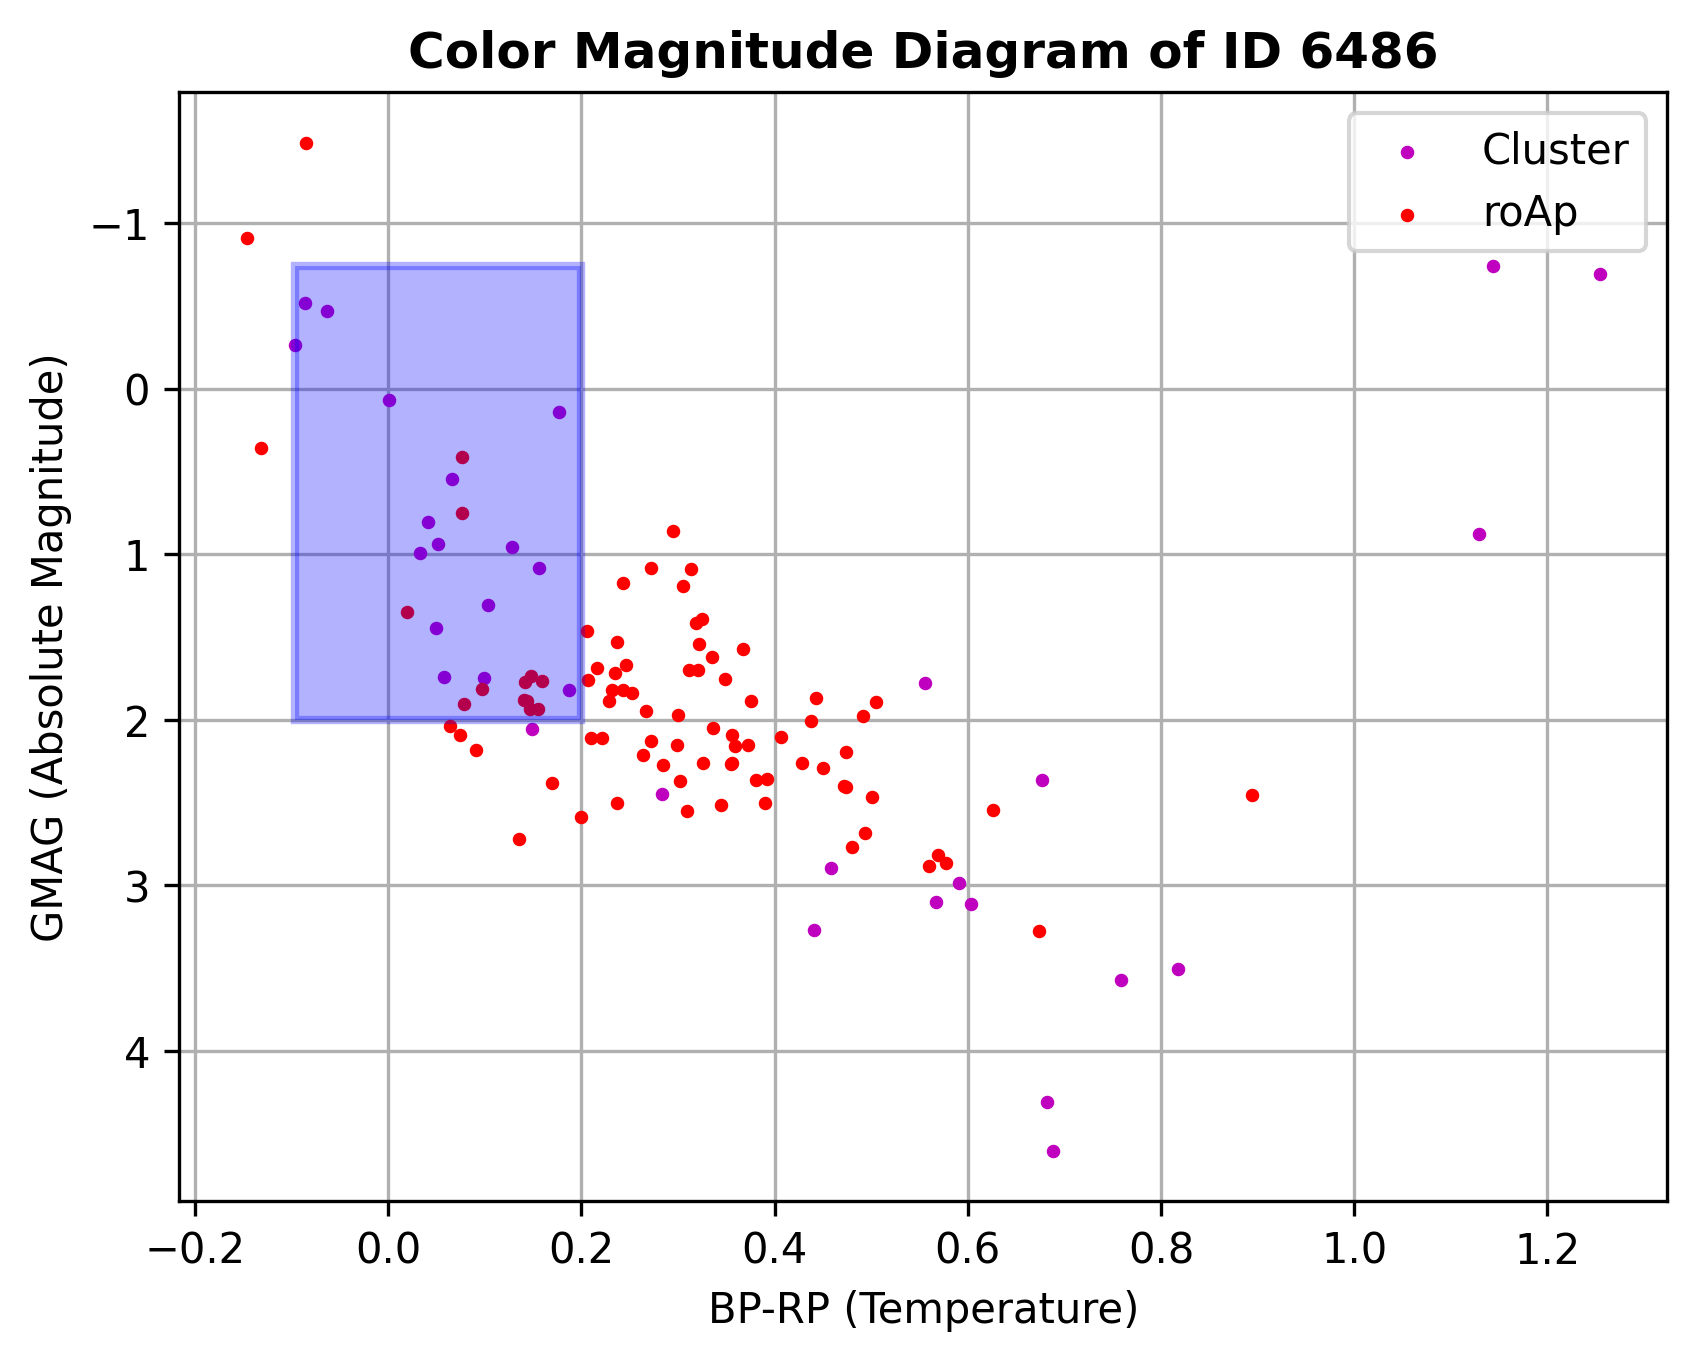 Color Magnitude Diagram of ID 6486
Cluster
roAp
−1
0
1
2
3
4
GMAG (Absolute Magnitude)
−0.2 0.0 0.2 0.4 0.6 0.8 1.0 1.2
BP-RP (Temperature)